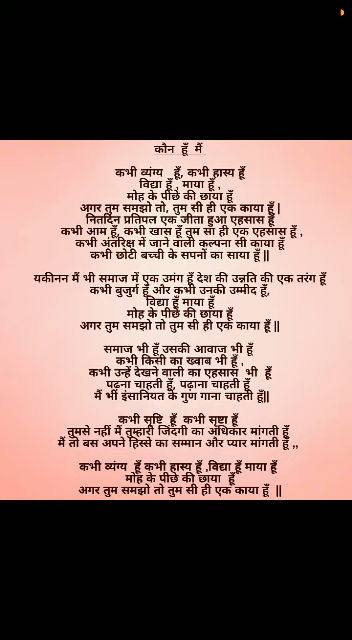 कौन हूँ मैं
कभी व्यंग्य हूँ, कभी हास्य हूँ
विद्या हूँ , माया हूँ ,
मोह के पीछे की छाया हूँ
अगर तुम समझो तो, तुम सी ही एक काया हूँ |
नितदिन प्रतिपल एक जीता हुआ एहसास हूँ
कभी आम हूँ, कभी खास हूँ तुम सा ही एक एहसास हूँ ,
कभी अंतरिक्ष में जाने वाली कल्पना सी काया हूँ
कभी छोटी बच्ची के सपनों का साया हूँ ||
यकीनन मैं भी समाज में एक उमंग हूँ देश की उन्नति की एक तरंग हूँ
कभी बुजुर्ग हूँ और कभी उनकी उम्मीद हूँ,
विद्या हूँ माया हूँ
मोह के पीछे की छाया हूँ
अगर तुम समझो तो तुम सी ही एक काया हूँ ||
समाज भी हूँ उसकी आवाज भी हूँ
कभी किसी का ख्वाब भी हूँ ,
कभी उन्हें देखने वाली का एहसास भी हूँ
पढ़ना चाहती हूँ, पढ़ाना चाहती हूँ
मैं भी इंसानियत के गुण गाना चाहती हूँ||
कभी सृष्टि हूँ कभी सृष्टा हूँ
तुमसे नहीं मैं तुम्हारी जिंदगी का अधिकार मांगती हूँ
मैं तो बस अपने हिस्से का सम्मान और प्यार मांगती हूँ ,,
कभी व्यंग्य हूँ कभी हास्य हूँ ,विद्या हूँ माया हूँ
मोह के पीछे की छाया हूँ
अगर तुम समझो तो तुम सी ही एक काया हूँ ||